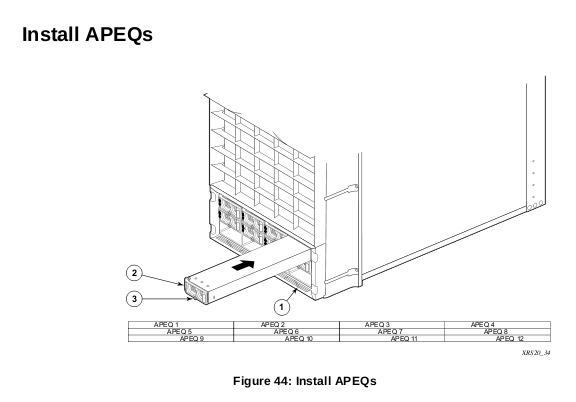 Install APEQs
2
3
1
APEQ 1 APEQ 2 APEQ 3 APEQ 4
APEQ 5 APEQ 6 APEQ 7 APEQ 8
APEQ 9 APEQ 10 APEQ 11 APEQ 12
XRS20_34
Figure 44: Install APEQs